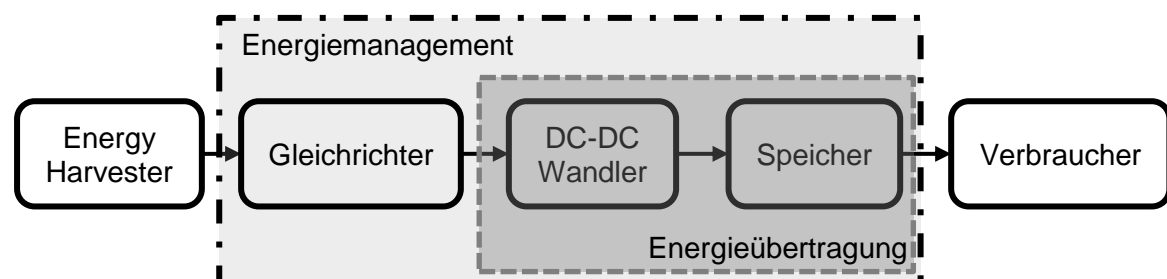 Energiemanagement
Energy
Harvester
Gleichrichter
DC-DC
Wandler
Speicher
Verbraucher
Energieübertragung